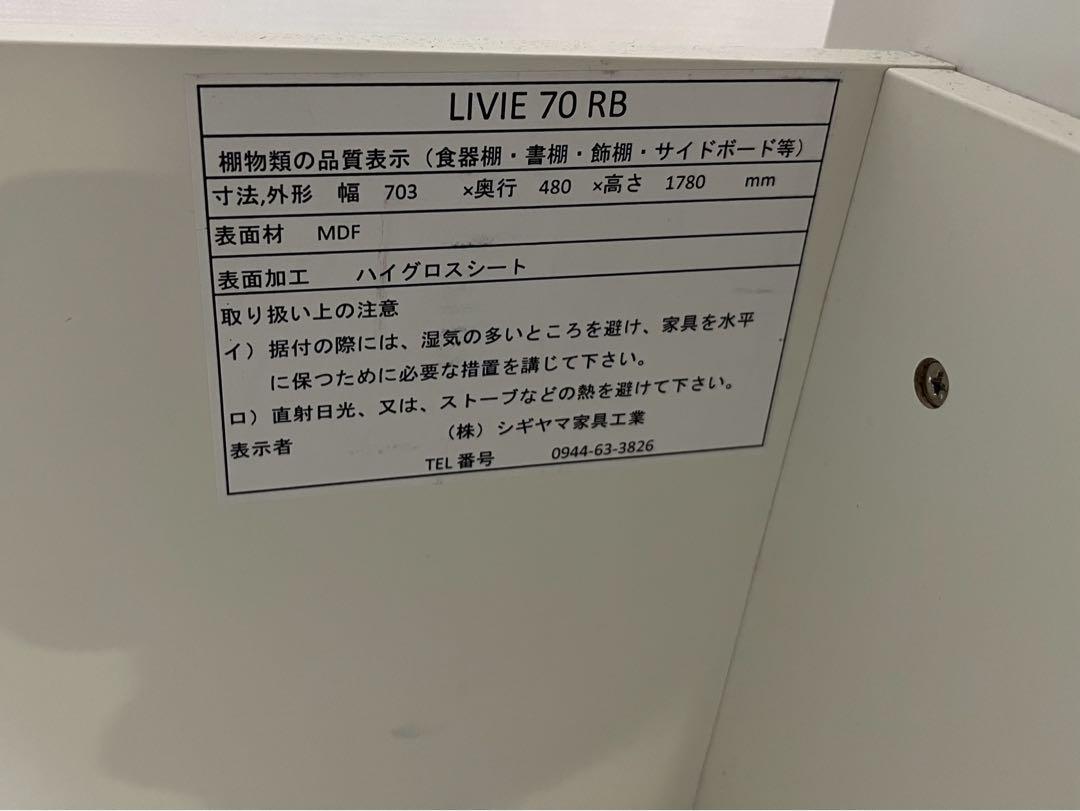 LIVIE 70 RB
棚物類の品質表示（食器棚・書棚・飾棚・サイドボード等）
寸法,外形　幅　703　×奥行　480　×高さ　1780　mm
表面材　MDF
表面加工　ハイグロスシート
取り扱い上の注意
イ）据付の際には、湿気の多いところを避け、家具を水平
に保つために必要な措置を講じて下さい。
ロ）直射日光、又は、ストーブなどの熱を避けて下さい。
表示者　（株）シギヤマ家具工業
TEL 番号　0944-63-3826